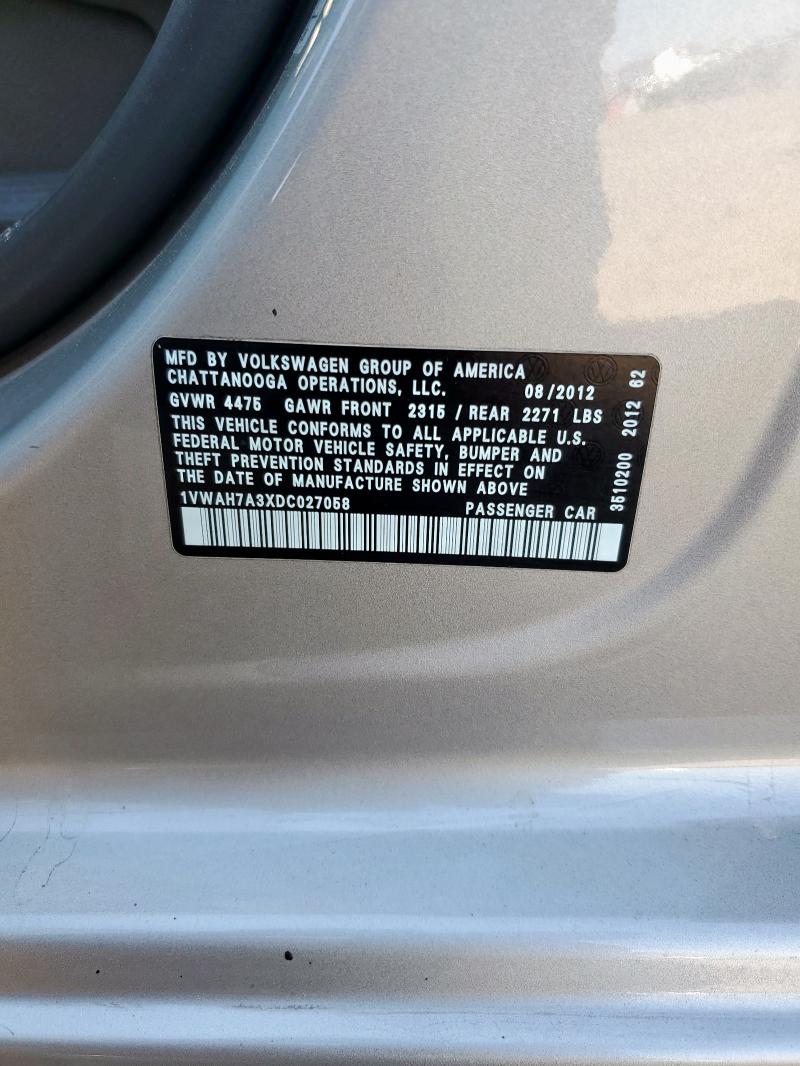 MFD BY VOLKSWAGEN GROUP OF AMERICA
CHATTANOOGA OPERATIONS, LLC. 08/2012
GVWR 4475 GAWR FRONT 2315 / REAR 2271 LBS
THIS VEHICLE CONFORMS TO ALL APPLICABLE U.S.
FEDERAL MOTOR VEHICLE SAFETY, BUMPER AND
THEFT PREVENTION STANDARDS IN EFFECT ON
THE DATE OF MANUFACTURE SHOWN ABOVE
1VWAH7A3XDC027058 PASSENGER CAR
3510200 2012 62